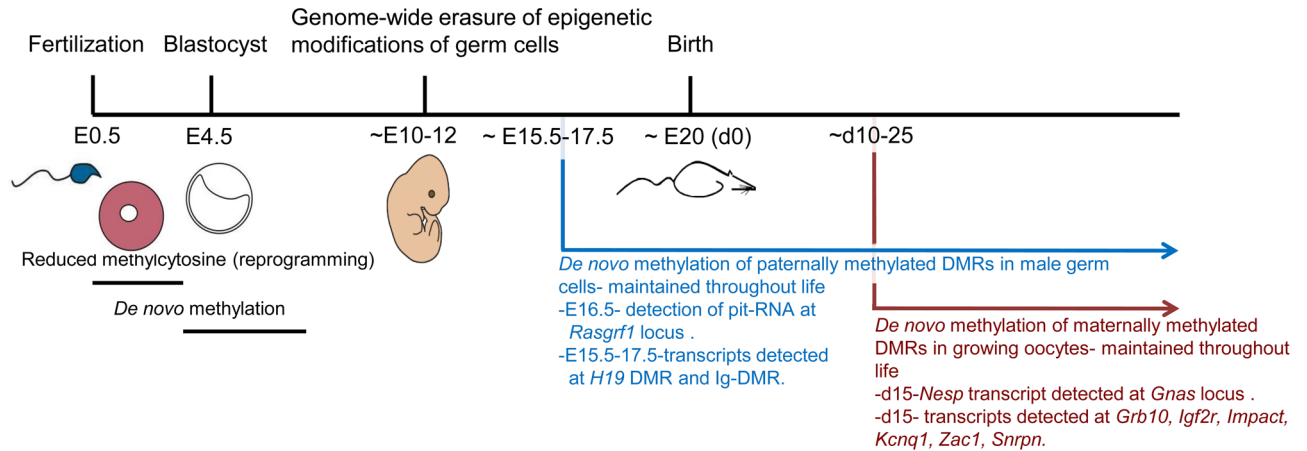 Genome-wide erasure of epigenetic
modifications of germ cells
Fertilization
Blastocyst
Birth
E0.5
E4.5
~E10-12
~ E15.5-17.5
~ E20 (d0)
~d10-25
Reduced methylcytosine (reprogramming)
De novo methylation
De novo methylation of paternally methylated DMRs in male germ
cells- maintained throughout life
-E16.5- detection of pit-RNA at
Rasgrf1 locus .
-E15.5-17.5-transcripts detected
at H19 DMR and Ig-DMR.
De novo methylation of maternally methylated
DMRs in growing oocytes- maintained throughout
life
-d15-Nesp transcript detected at Gnas locus .
-d15- transcripts detected at Grb10, Igf2r, Impact,
Kcnq1, Zac1, Snrpn.